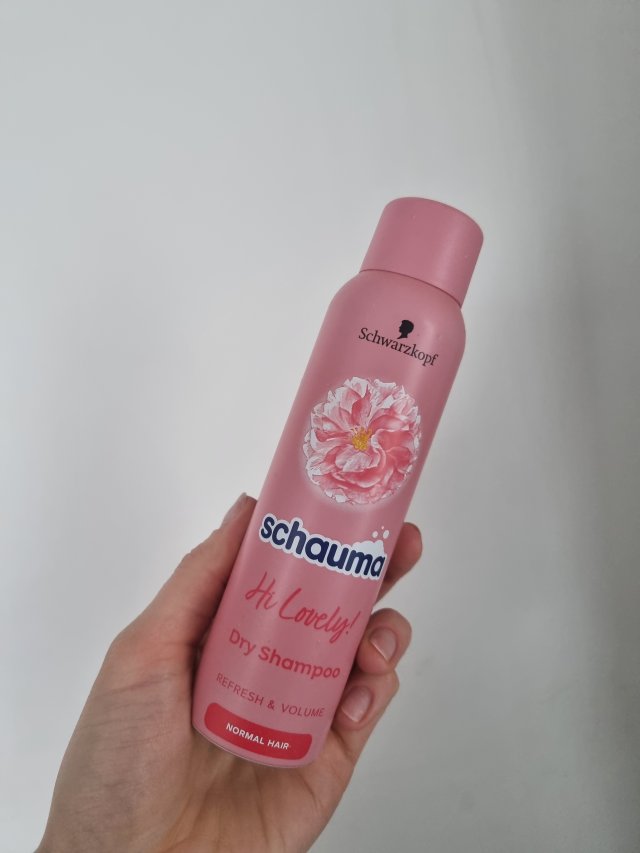 Schwarzkopf
schauma
Hi Lovely!
Dry Shampoo
REFRESH & VOLUME
NORMAL HAIR